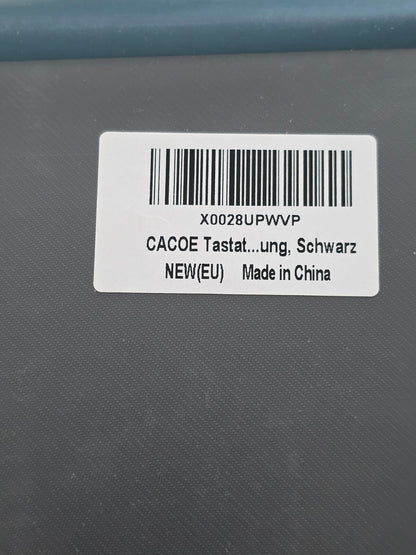 X0028UPWVP
CACOE Tastat...ung, Schwarz
NEW(EU) Made in China